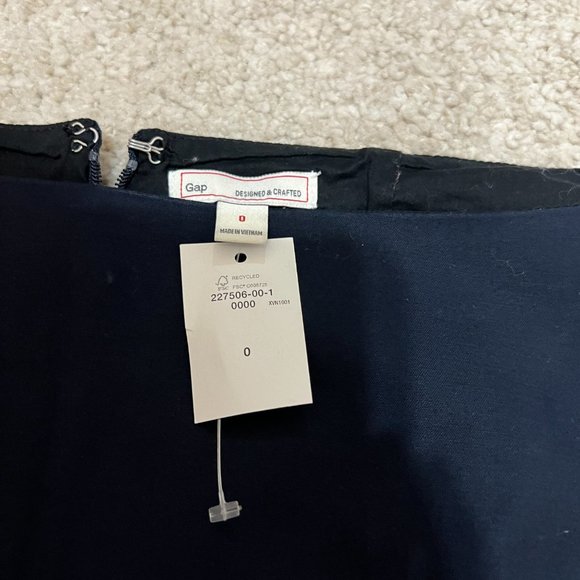 Gap
DESIGNED & CRAFTED
0
MADE IN VIETNAM
RECYCLED
227506-00-1
0000 XVN1001
0